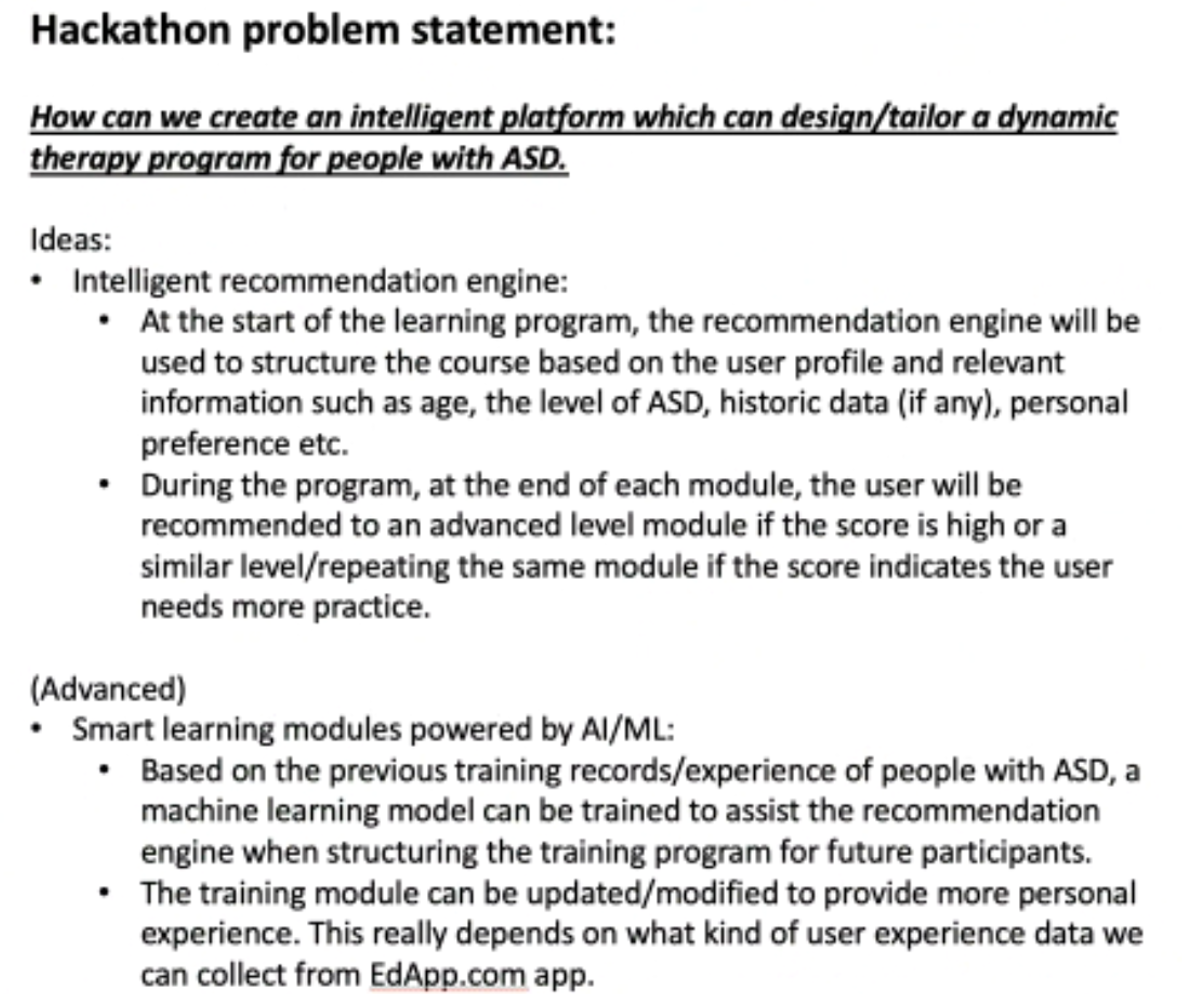 Hackathon problem statement:
How can we create an intelligent platform which can design/tailor a dynamic
therapy program for people with ASD.
Ideas:
• Intelligent recommendation engine:
• At the start of the learning program, the recommendation engine will be
used to structure the course based on the user profile and relevant
information such as age, the level of ASD, historic data (if any), personal
preference etc.
• During the program, at the end of each module, the user will be
recommended to an advanced level module if the score is high or a
similar level/repeating the same module if the score indicates the user
needs more practice.
(Advanced)
• Smart learning modules powered by AI/ML:
• Based on the previous training records/experience of people with ASD, a
machine learning model can be trained to assist the recommendation
engine when structuring the training program for future participants.
• The training module can be updated/modified to provide more personal
experience. This really depends on what kind of user experience data we
can collect from EdApp.com app.